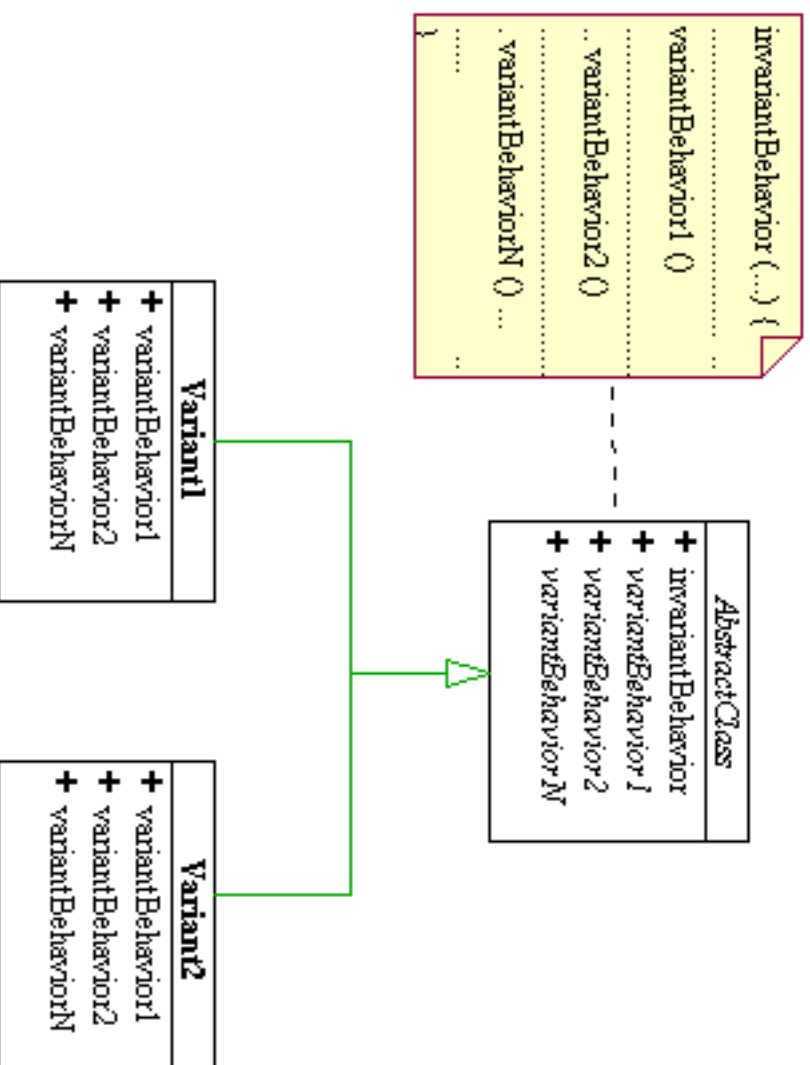 invariantBehavior (...) {
..................................
variantBehavior1 ()
..................................
.. variantBehavior2 ()
..................................
. variantBehaviorN () ...
....... ..
}
AbstractClass
+ invariantBehavior
+ variantBehavior1
+ variantBehavior2
+ variantBehaviorN
Variant1
+ variantBehavior1
+ variantBehavior2
+ variantBehaviorN
Variant2
+ variantBehavior1
+ variantBehavior2
+ variantBehaviorN